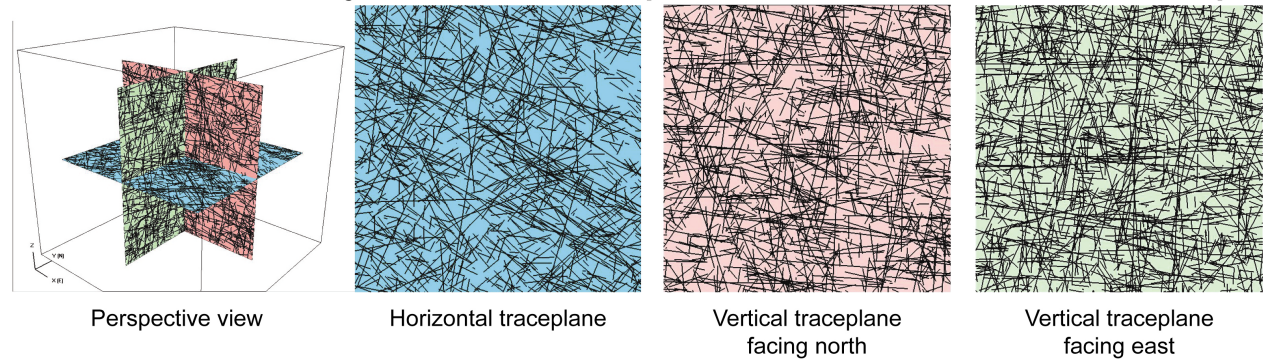 Z
Y (N)
X (E)
Perspective view
Horizontal traceplane
Vertical traceplane
facing north
Vertical traceplane
facing east